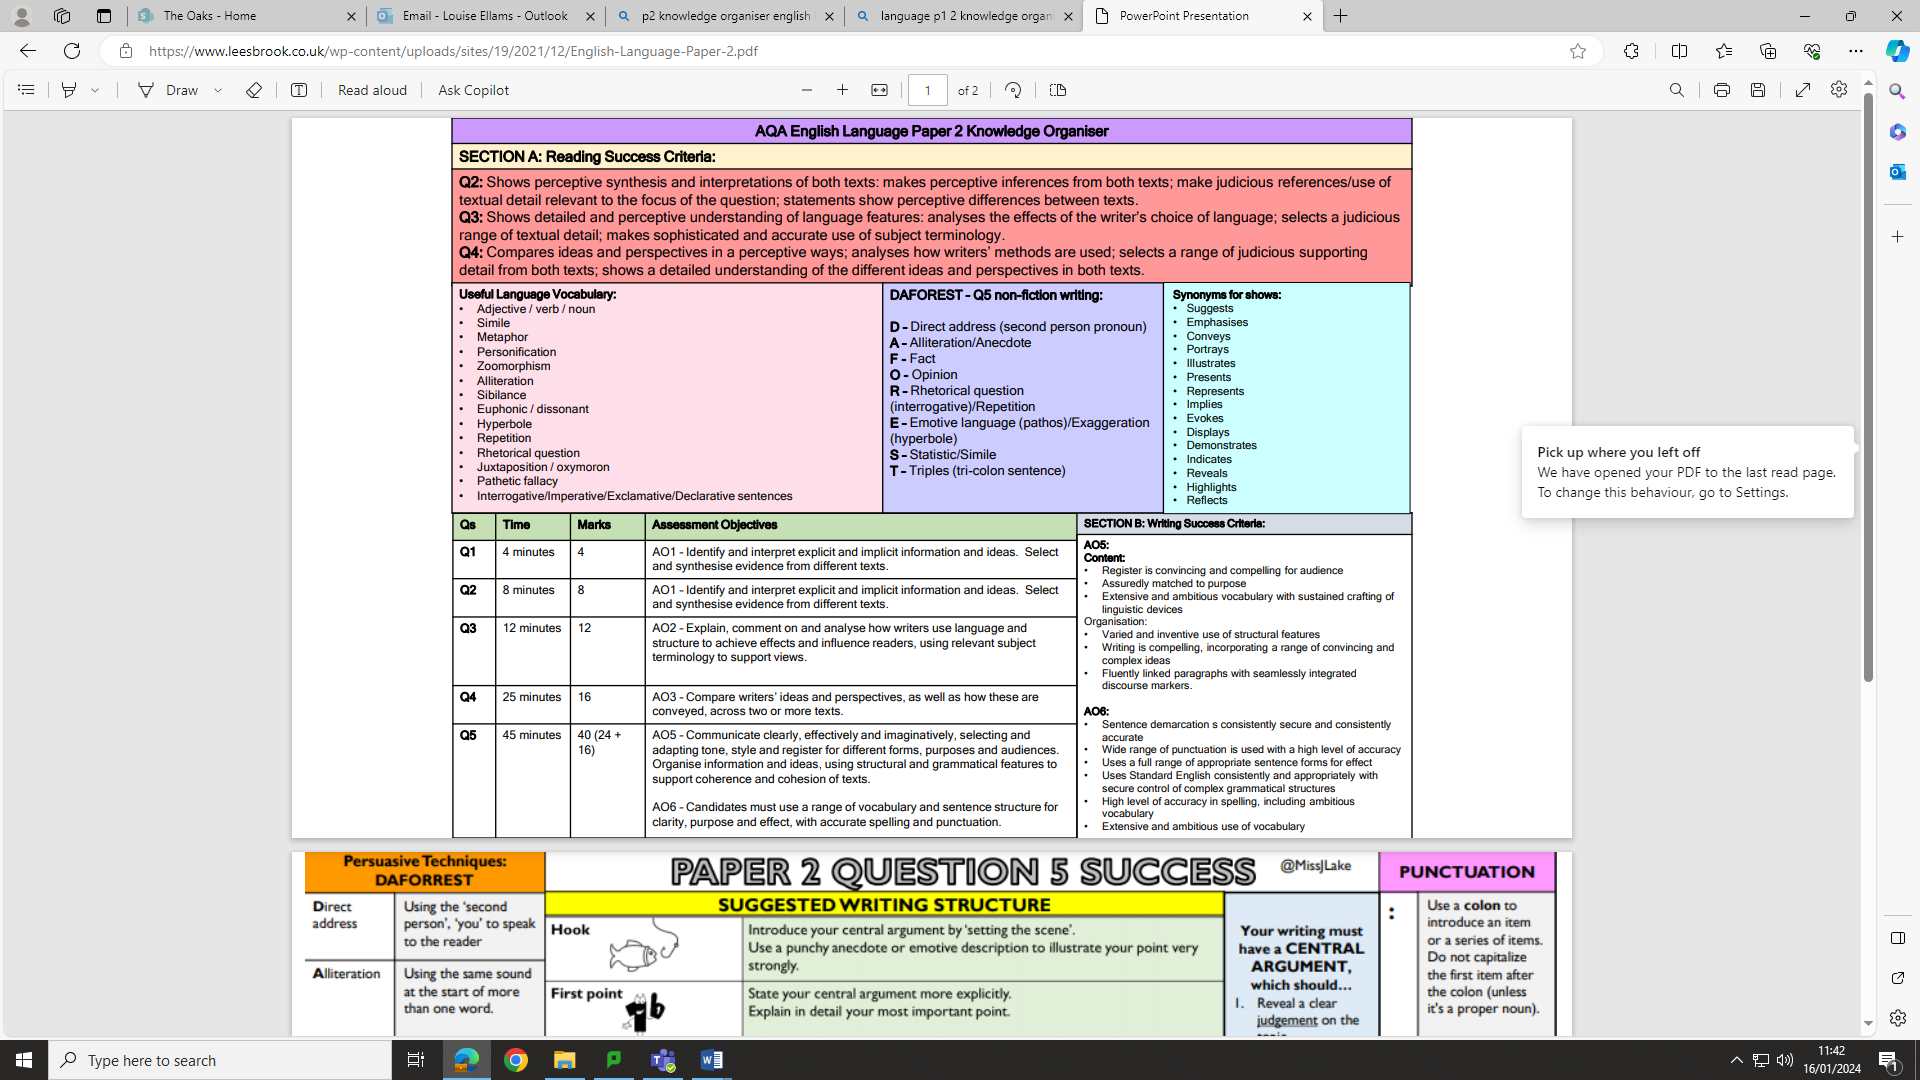 The Oaks - Home
Email - Louise Ellams - Outlook
p2 knowledge organiser english
language p1 2 knowledge organ
PowerPoint Presentation
https://www.leesbrook.co.uk/wp-content/uploads/sites/19/2021/12/English-Language-Paper-2.pdf
Draw
Read aloud
Ask Copilot
1
of 2
AQA English Language Paper 2 Knowledge Organiser
SECTION A: Reading Success Criteria:
Q2: Shows perceptive synthesis and interpretations of both texts: makes perceptive inferences from both texts; make judicious references/use of
textual detail relevant to the focus of the question; statements show perceptive differences between texts.
Q3: Shows detailed and perceptive understanding of language features: analyses the effects of the writer's choice of language; selects a judicious
range of textual detail; makes sophisticated and accurate use of subject terminology.
Q4: Compares ideas and perspectives in a perceptive ways; analyses how writers' methods are used; selects a range of judicious supporting
detail from both texts; shows a detailed understanding of the different ideas and perspectives in both texts.
Useful Language Vocabulary:
• Adjective / verb / noun
• Simile
• Metaphor
• Personification
• Zoomorphism
• Alliteration
• Sibilance
• Euphonic / dissonant
• Hyperbole
• Repetition
• Rhetorical question
• Juxtaposition / oxymoron
• Pathetic fallacy
• Interrogative/Imperative/Exclamative/Declarative sentences
DAFOREST - Q5 non-fiction writing:
D - Direct address (second person pronoun)
A - Alliteration/Anecdote
F - Fact
O - Opinion
R - Rhetorical question
(interrogative)/Repetition
E - Emotive language (pathos)/Exaggeration
(hyperbole)
S - Statistic/Simile
T - Triples (tri-colon sentence)
Synonyms for shows:
• Suggests
• Emphasises
• Conveys
• Portrays
• Illustrates
• Presents
• Represents
• Implies
• Evokes
• Displays
• Demonstrates
• Indicates
• Reveals
• Highlights
• Reflects
Qs Time Marks Assessment Objectives
Q1 4 minutes 4 AO1 - Identify and interpret explicit and implicit information and ideas. Select
and synthesise evidence from different texts.
Q2 8 minutes 8 AO1 - Identify and interpret explicit and implicit information and ideas. Select
and synthesise evidence from different texts.
Q3 12 minutes 12 AO2 - Explain, comment on and analyse how writers use language and
structure to achieve effects and influence readers, using relevant subject
terminology to support views.
Q4 25 minutes 16 AO3 - Compare writers' ideas and perspectives, as well as how these are
conveyed, across two or more texts.
Q5 45 minutes 40 (24 +
16)
AO5 - Communicate clearly, effectively and imaginatively, selecting and
adapting tone, style and register for different forms, purposes and audiences.
Organise information and ideas, using structural and grammatical features to
support coherence and cohesion of texts.
AO6 - Candidates must use a range of vocabulary and sentence structure for
clarity, purpose and effect, with accurate spelling and punctuation.
SECTION B: Writing Success Criteria:
AO5:
Content:
• Register is convincing and compelling for audience
• Assuredly matched to purpose
• Extensive and ambitious vocabulary with sustained crafting of
linguistic devices
Organisation:
• Varied and inventive use of structural features
• Writing is compelling, incorporating a range of convincing and
complex ideas
• Fluently linked paragraphs with seamlessly integrated
discourse markers.
AO6:
• Sentence demarcation s consistently secure and consistently
accurate
• Wide range of punctuation is used with a high level of accuracy
• Uses a full range of appropriate sentence forms for effect
• Uses Standard English consistently and appropriately with
secure control of complex grammatical structures
• High level of accuracy in spelling, including ambitious
vocabulary
• Extensive and ambitious use of vocabulary
Pick up where you left off
We have opened your PDF to the last read page.
To change this behaviour, go to Settings.
Persuasive Techniques:
DAFORREST
Direct
address
Using the 'second
person', 'you' to speak
to the reader
Alliteration
Using the same sound
at the start of more
than one word.
PAPER 2 QUESTION 5 SUCCESS
@MissJLake
SUGGESTED WRITING STRUCTURE
Hook
Introduce your central argument by 'setting the scene'.
Use a punchy anecdote or emotive description to illustrate your point very
strongly.
First point
State your central argument more explicitly.
Explain in detail your most important point.
Your writing must
have a CENTRAL
ARGUMENT,
which should...
1. Reveal a clear
judgement on the
PUNCTUATION
:
Use a colon to
introduce an item
or a series of items.
Do not capitalize
the first item after
the colon (unless
it's a proper noun).
Type here to search
11:42
16/01/2024
1